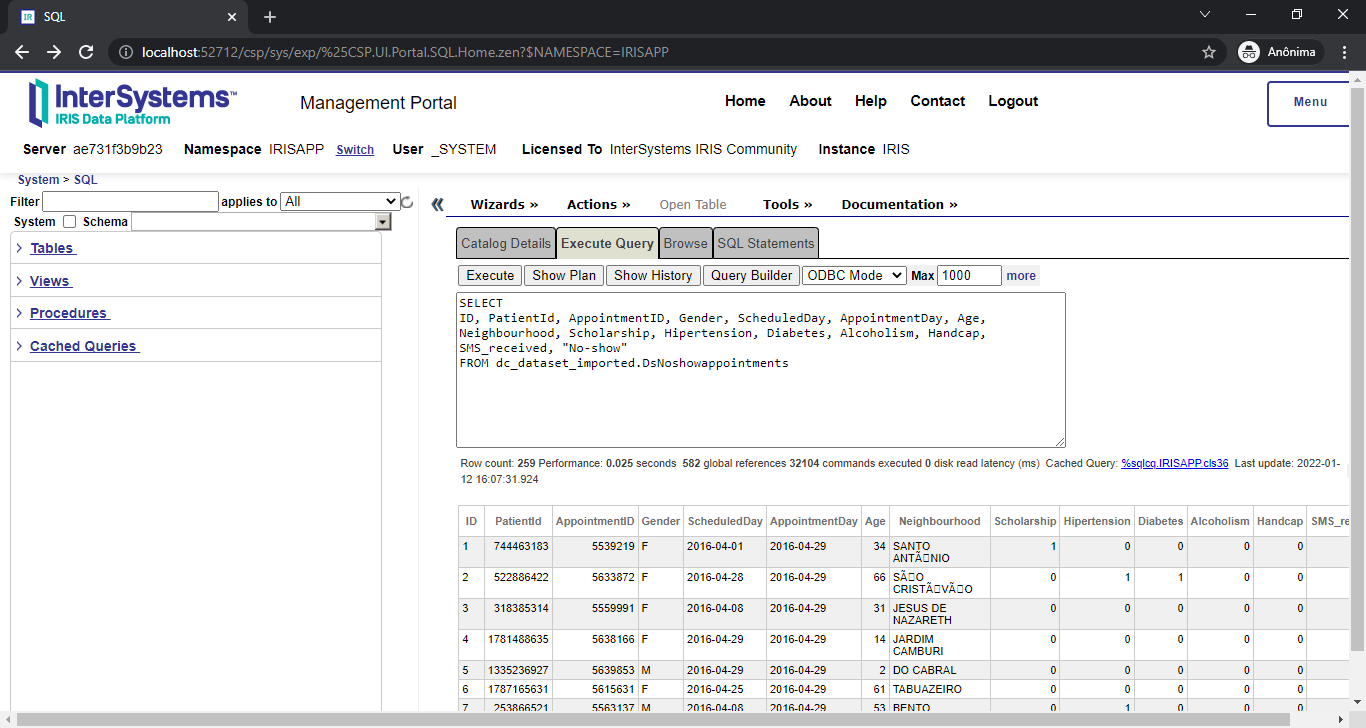 SQL
localhost:52712/csp/sys/exp/%25CSP.UI.Portal.SQL.Home.zen?$NAMESPACE=IRISAPP
Anônima
InterSystems™
IRIS Data Platform
Management Portal
Home About Help Contact Logout
Menu
Server ae731f3b9b23 Namespace IRISAPP Switch User _SYSTEM Licensed To InterSystems IRIS Community Instance IRIS
System > SQL
Filter applies to All
System Schema
Tables
Views
Procedures
Cached Queries
«
Wizards » Actions » Open Table Tools » Documentation »
Catalog Details Execute Query Browse SQL Statements
Execute Show Plan Show History Query Builder ODBC Mode Max 1000 more
SELECT
ID, PatientId, AppointmentID, Gender, ScheduledDay, AppointmentDay, Age,
Neighbourhood, Scholarship, Hipertension, Diabetes, Alcoholism, Handcap,
SMS_received, "No-show"
FROM dc_dataset_imported.DsNoshowappointments
Row count: 259 Performance: 0.025 seconds 582 global references 32104 commands executed 0 disk read latency (ms) Cached Query: %sqlcq.IRISAPP.cls36 Last update: 2022-01-
12 16:07:31.924
ID PatientId AppointmentID Gender ScheduledDay AppointmentDay Age Neighbourhood Scholarship Hipertension Diabetes Alcoholism Handcap SMS_re
1 744463183 5539219 F 2016-04-01 2016-04-29 34 SANTO 1 0 0 0 0
ANTÃ□NIO
2 522886422 5633872 F 2016-04-28 2016-04-29 66 SÃ□O 0 1 1 0 0
CRISTÃ□VÃ□O
3 318385314 5559991 F 2016-04-08 2016-04-29 31 JESUS DE 0 0 0 0 0
NAZARETH
4 1781488635 5638166 F 2016-04-29 2016-04-29 14 JARDIM 0 0 0 0 0
CAMBURI
5 1335236927 5639853 M 2016-04-29 2016-04-29 2 DO CABRAL 0 0 0 0 0
6 1787165631 5615631 F 2016-04-25 2016-04-29 61 TABUAZEIRO 0 0 0 0 0
7 253866521 5563137 M 2016-04-08 2016-04-29 53 BENTO 0 1 0 0 0